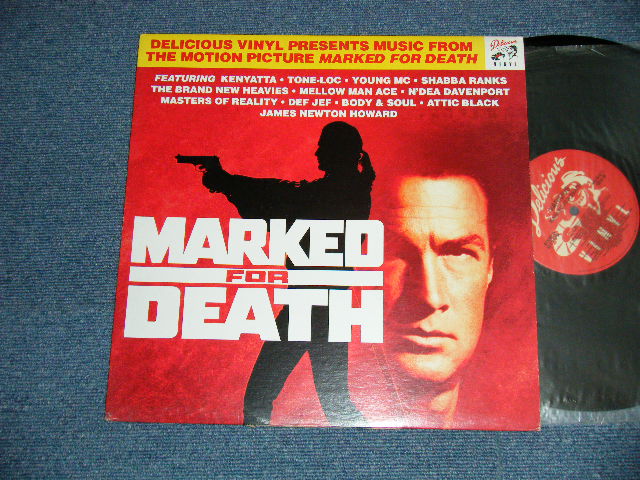 DELICIOUS VINYL PRESENTS MUSIC FROM
THE MOTION PICTURE MARKED FOR DEATH
Delicious
VINYL
FEATURING KENYATTA • TONE-LOC • YOUNG MC • SHABBA RANKS
THE BRAND NEW HEAVIES • MELLOW MAN ACE • N'DEA DAVENPORT
MASTERS OF REALITY • DEF JEF • BODY & SOUL • ATTIC BLACK
JAMES NEWTON HOWARD
MARKED
FOR
DEATH
Delicious
VINYL